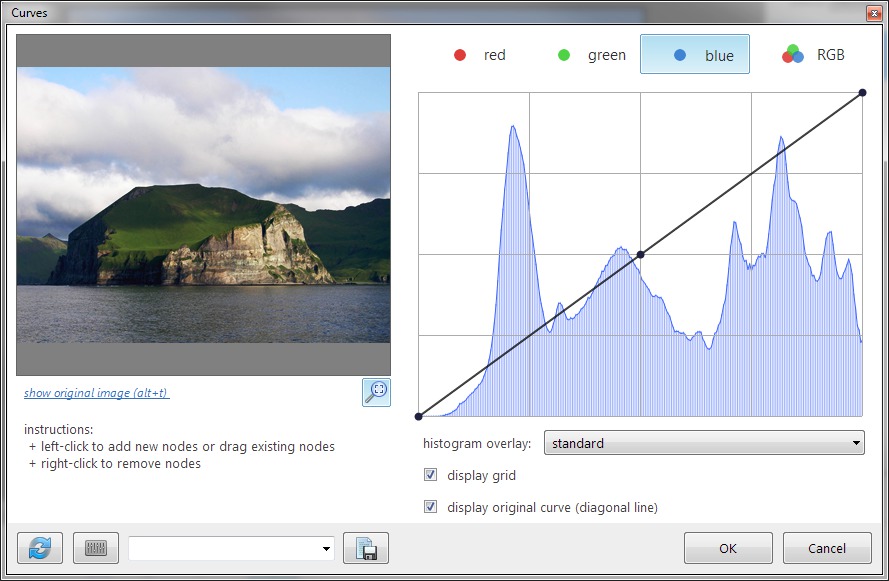 Curves
red
green
blue
RGB
show original image (alt+t)
instructions:
+ left-click to add new nodes or drag existing nodes
+ right-click to remove nodes
histogram overlay:
standard
display grid
display original curve (diagonal line)
OK
Cancel